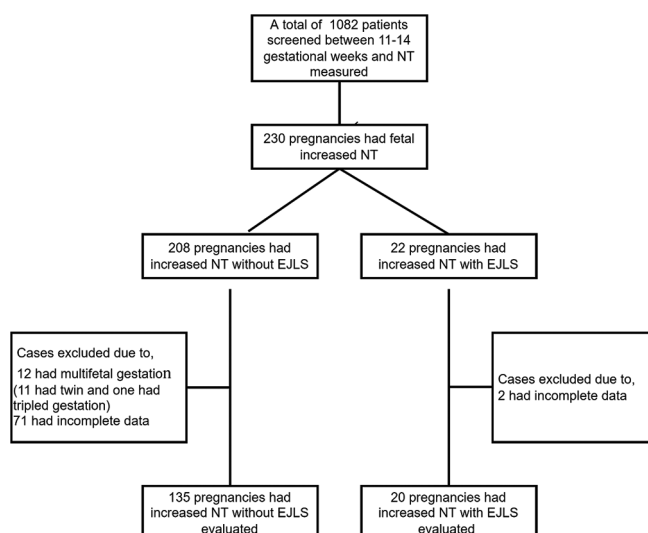 A total of 1082 patients
screened between 11-14
gestational weeks and NT
measured
230 pregnancies had fetal
increased NT
208 pregnancies had
increased NT without EJLS
22 pregnancies had
increased NT with EJLS
Cases excluded due to,
12 had multifetal gestation
(11 had twin and one had
tripled gestation)
71 had incomplete data
Cases excluded due to,
2 had incomplete data
135 pregnancies had
increased NT without EJLS
evaluated
20 pregnancies had
increased NT with EJLS
evaluated